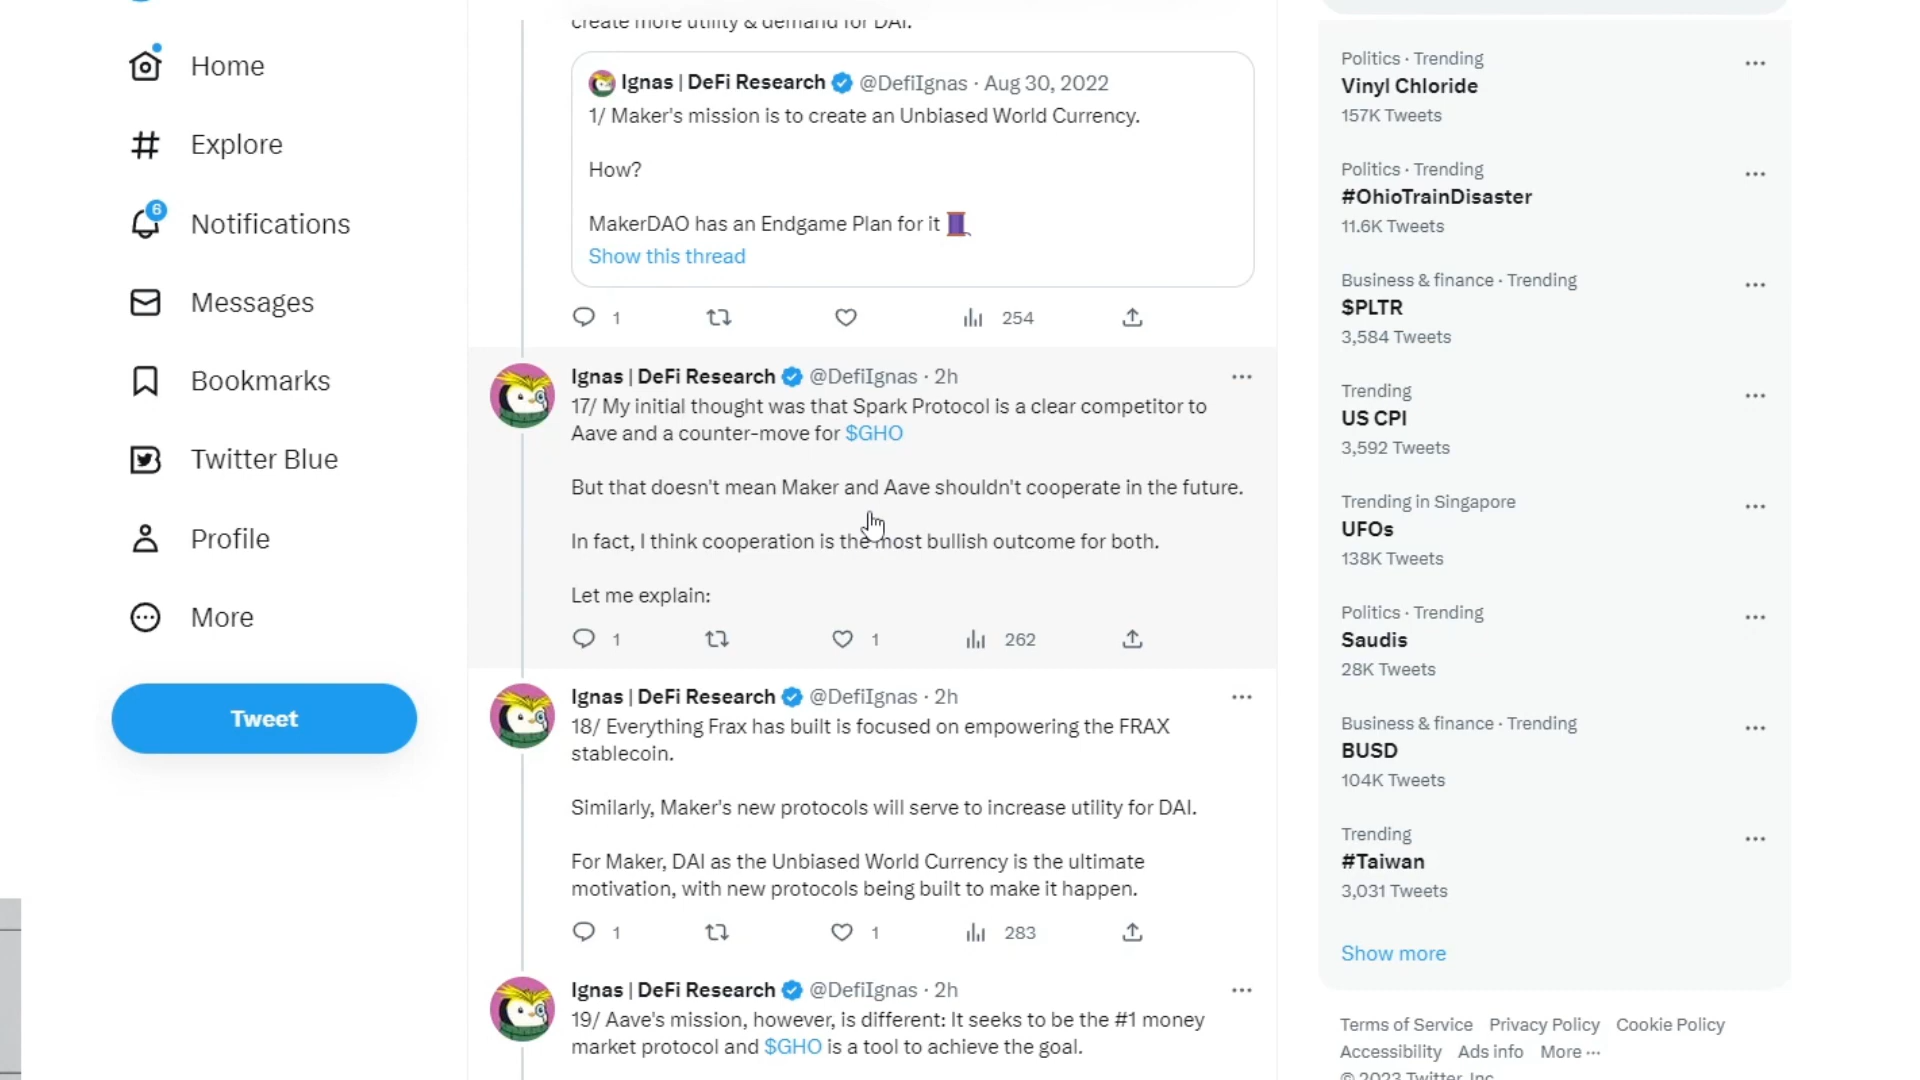 Home
Explore
6
Notifications
Messages
Bookmarks
Twitter Blue
Profile
More
Tweet
create more utility & demand for DAI.
Ignas | DeFi Research @DefiIgnas · Aug 30, 2022
1/ Maker's mission is to create an Unbiased World Currency.
How?
MakerDAO has an Endgame Plan for it
Show this thread
1 254
Ignas | DeFi Research @DefiIgnas · 2h
17/ My initial thought was that Spark Protocol is a clear competitor to
Aave and a counter-move for $GHO
But that doesn't mean Maker and Aave shouldn't cooperate in the future.
In fact, I think cooperation is the most bullish outcome for both.
Let me explain:
1 1 262
Ignas | DeFi Research @DefiIgnas · 2h
18/ Everything Frax has built is focused on empowering the FRAX
stablecoin.
Similarly, Maker's new protocols will serve to increase utility for DAI.
For Maker, DAI as the Unbiased World Currency is the ultimate
motivation, with new protocols being built to make it happen.
1 1 283
Ignas | DeFi Research @DefiIgnas · 2h
19/ Aave's mission, however, is different: It seeks to be the #1 money
market protocol and $GHO is a tool to achieve the goal.
Politics · Trending
Vinyl Chloride
157K Tweets
Politics · Trending
#OhioTrainDisaster
11.6K Tweets
Business & finance · Trending
$PLTR
3,584 Tweets
Trending
US CPI
3,592 Tweets
Trending in Singapore
UFOs
138K Tweets
Politics · Trending
Saudis
28K Tweets
Business & finance · Trending
BUSD
104K Tweets
Trending
#Taiwan
3,031 Tweets
Show more
Terms of Service Privacy Policy Cookie Policy
Accessibility Ads info More ···
© 2023 Twitter, Inc.